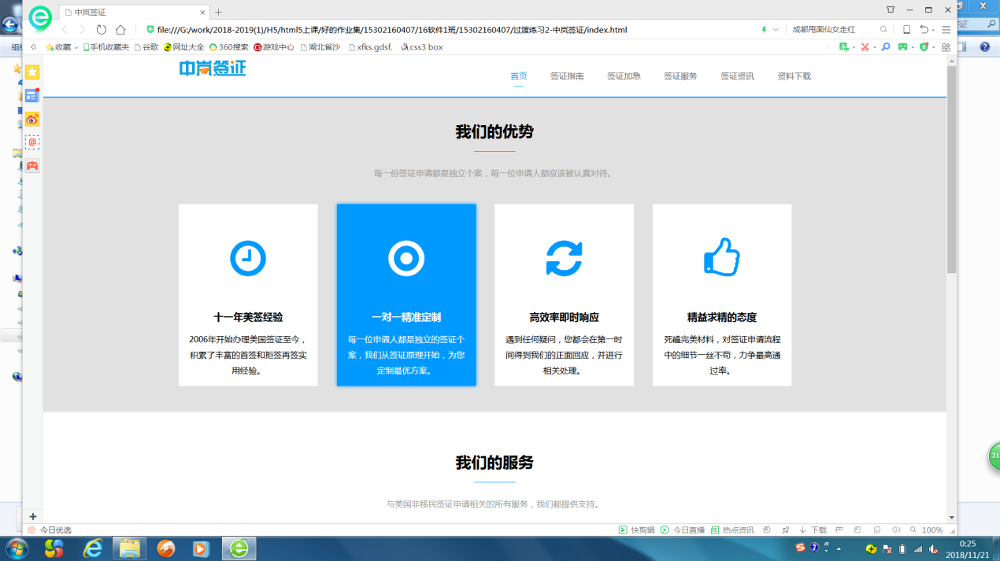 中岚签证
file:///G:/work/2018-2019(1)/H5/html5上课/好的作业集/15302160407/16软件1班/15302160407/过渡练习2-中岚签证/index.html
成都甩面仙女走红
收藏
手机收藏夹
谷歌
网址大全
360搜索
游戏中心
湖北省沙
xfks.gdsf.
css3 box
中岚签证
首页
签证指南
签证加急
签证服务
签证资讯
资料下载
我们的优势
每一份签证申请都是独立个案，每一位申请人都应该被认真对待。
十一年美签经验
2006年开始办理美国签证至今，
积累了丰富的首签和拒签再签实
用经验。
一对一精准定制
每一位申请人都是独立的签证个
案，我们从签证原理开始，为您
定制最优方案。
高效率即时响应
遇到任何疑问，您都会在第一时
间得到我们的正面回应，并进行
相关处理。
精益求精的态度
死磕完美材料，对签证申请流程
中的细节一丝不苟，力争最高通
过率。
我们的服务
与美国非移民签证申请相关的所有服务，我们都提供支持。
今日优选
快剪辑
今日直播
热点资讯
下载
100%
31
0:25
2018/11/21